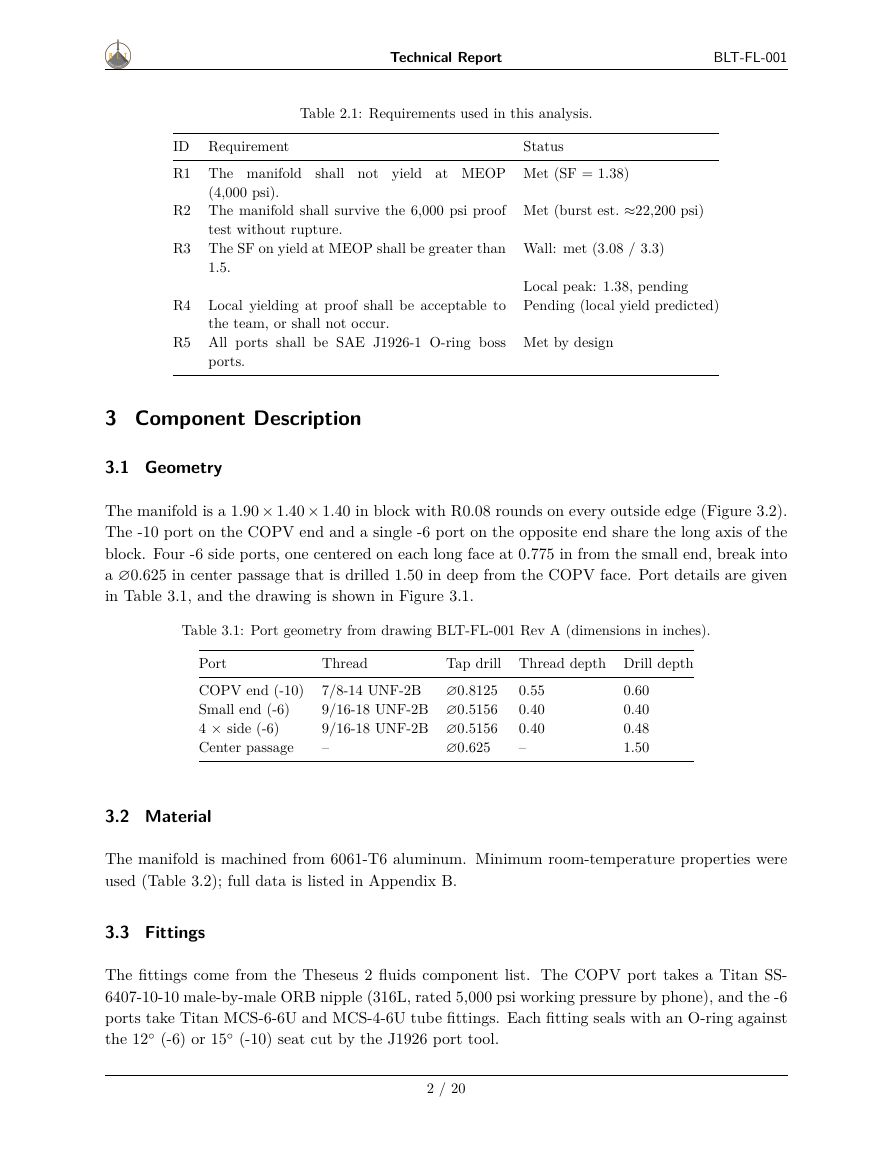 Technical Report BLT-FL-001
Table 2.1: Requirements used in this analysis.
ID Requirement Status
R1 The manifold shall not yield at MEOP Met (SF = 1.38)
(4,000 psi).
R2 The manifold shall survive the 6,000 psi proof Met (burst est. ≈22,200 psi)
test without rupture.
R3 The SF on yield at MEOP shall be greater than Wall: met (3.08 / 3.3)
1.5.
Local peak: 1.38, pending
R4 Local yielding at proof shall be acceptable to Pending (local yield predicted)
the team, or shall not occur.
R5 All ports shall be SAE J1926-1 O-ring boss Met by design
ports.
3 Component Description
3.1 Geometry
The manifold is a 1.90 × 1.40 × 1.40 in block with R0.08 rounds on every outside edge (Figure 3.2).
The -10 port on the COPV end and a single -6 port on the opposite end share the long axis of the
block. Four -6 side ports, one centered on each long face at 0.775 in from the small end, break into
a ∅0.625 in center passage that is drilled 1.50 in deep from the COPV face. Port details are given
in Table 3.1, and the drawing is shown in Figure 3.1.
Table 3.1: Port geometry from drawing BLT-FL-001 Rev A (dimensions in inches).
Port Thread Tap drill Thread depth Drill depth
COPV end (-10) 7/8-14 UNF-2B ∅0.8125 0.55 0.60
Small end (-6) 9/16-18 UNF-2B ∅0.5156 0.40 0.40
4 × side (-6) 9/16-18 UNF-2B ∅0.5156 0.40 0.48
Center passage – ∅0.625 – 1.50
3.2 Material
The manifold is machined from 6061-T6 aluminum. Minimum room-temperature properties were
used (Table 3.2); full data is listed in Appendix B.
3.3 Fittings
The fittings come from the Theseus 2 fluids component list. The COPV port takes a Titan SS-
6407-10-10 male-by-male ORB nipple (316L, rated 5,000 psi working pressure by phone), and the -6
ports take Titan MCS-6-6U and MCS-4-6U tube fittings. Each fitting seals with an O-ring against
the 12° (-6) or 15° (-10) seat cut by the J1926 port tool.
2 / 20